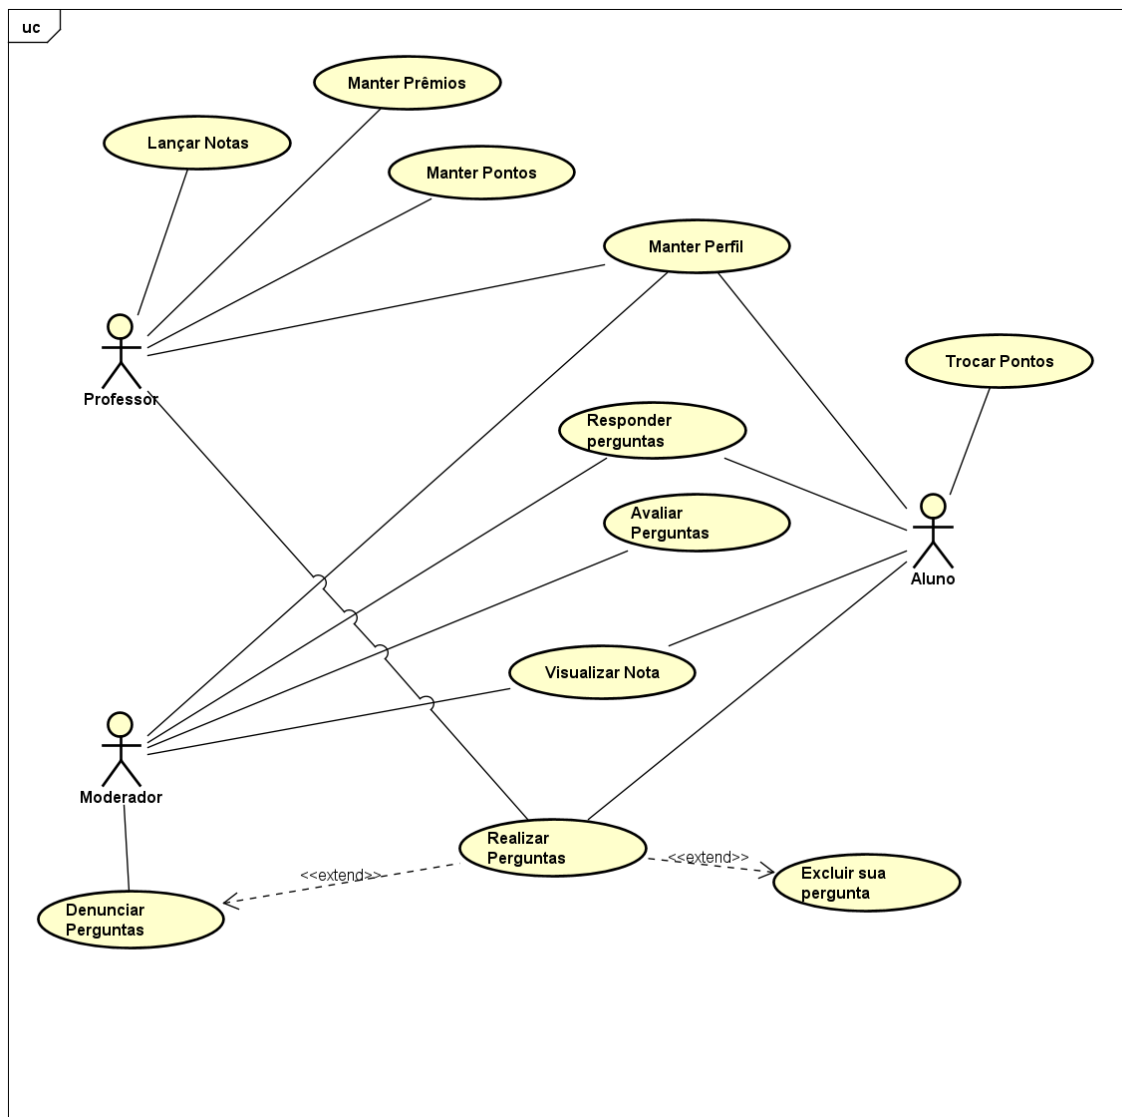 uc
Manter Prêmios
Lançar Notas
Manter Pontos
Manter Perfil
Professor
Trocar Pontos
Responder
perguntas
Avaliar
Perguntas
Aluno
Visualizar Nota
Moderador
Realizar
Perguntas
<<extend>>
<<extend>>
Excluir sua
pergunta
Denunciar
Perguntas